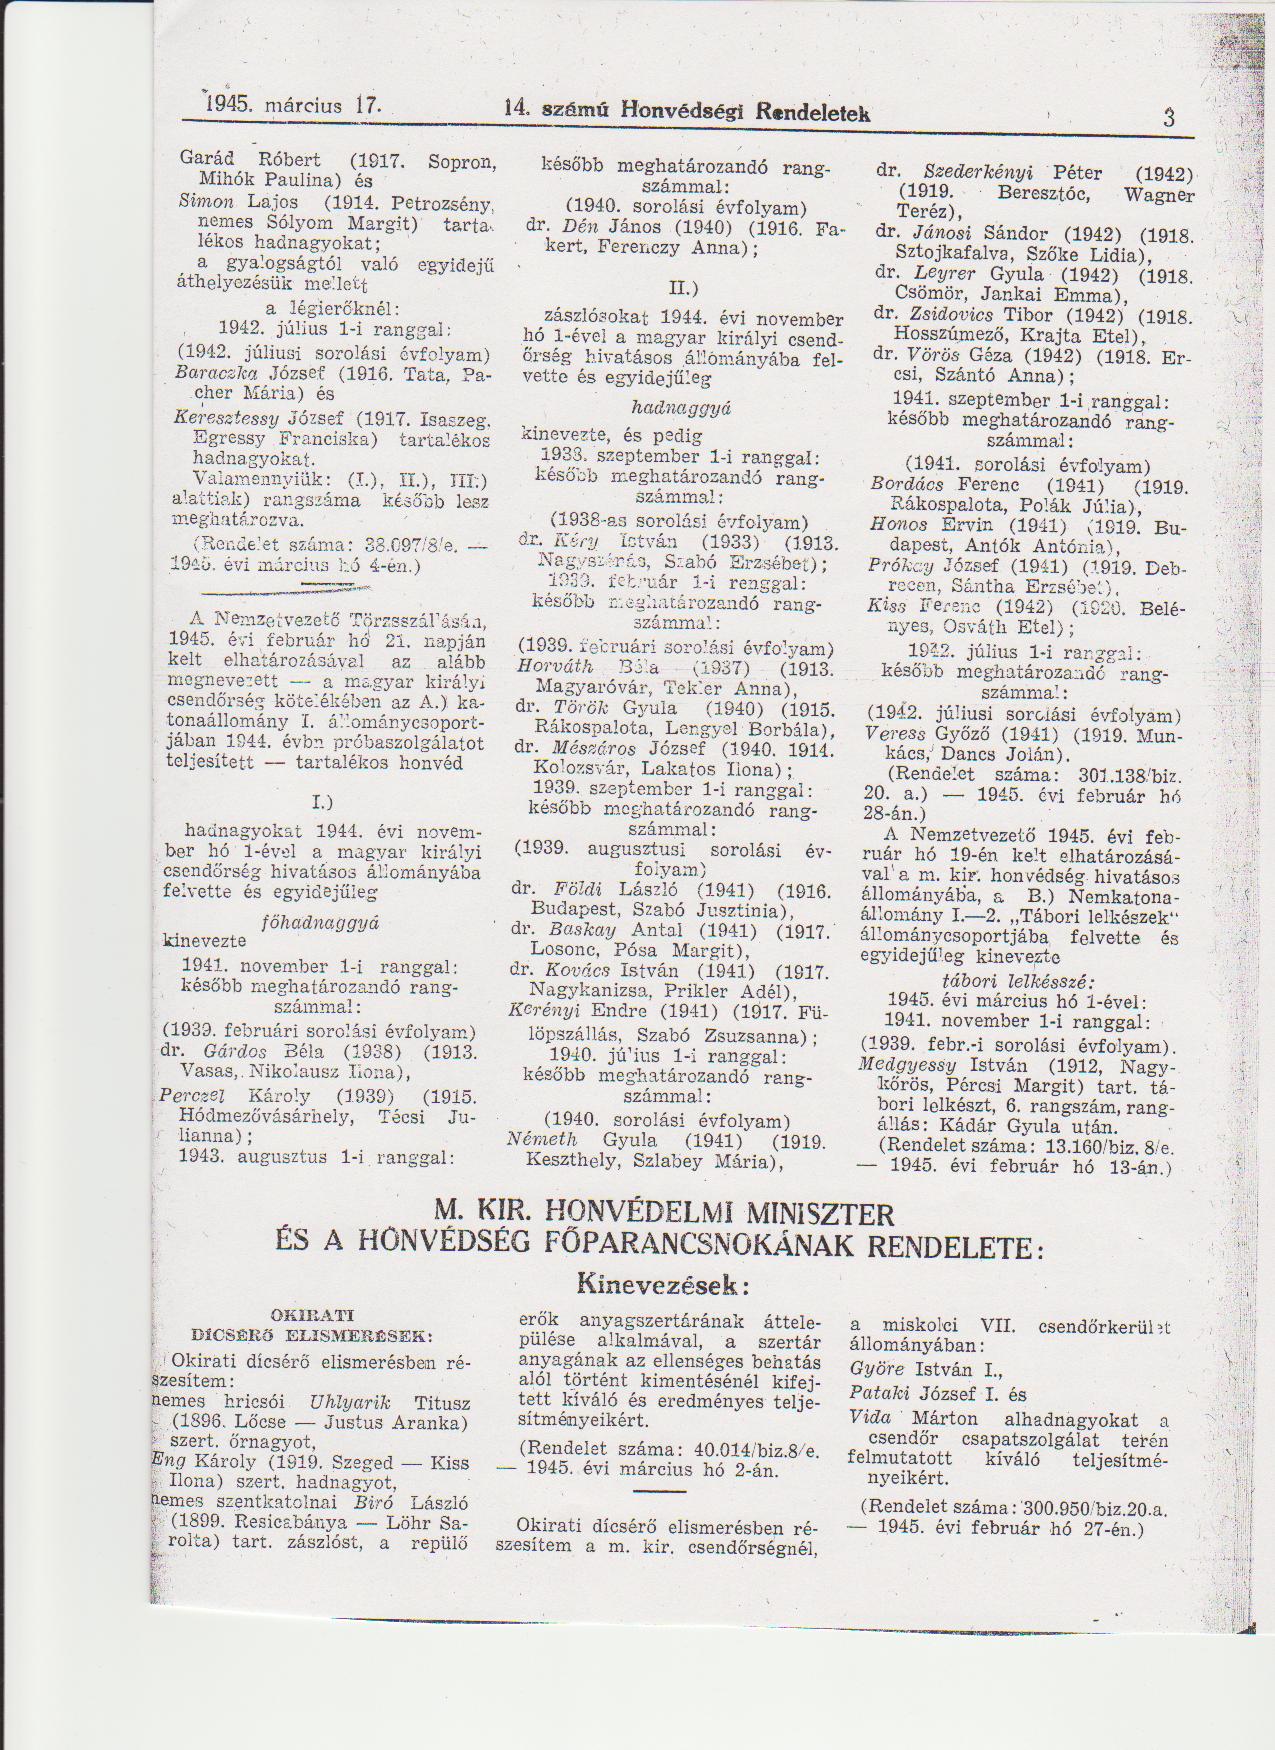 1945. március 17.
14. számú Honvédségi Rendeletek
3
Garád Róbert (1917. Sopron,
Mihók Paulina) és
Simon Lajos (1914. Petrozsény,
nemes Sólyom Margit) tarta-
lékos hadnagyokat;
a gyalogságtól való egyidejű
áthelyezésük mellett
a légierőknél:
1942. július 1-i ranggal:
(1942. júliusi sorolási évfolyam)
Baraczka József (1916. Tata, Pa-
cher Mária) és
Keresztessy József (1917. Isaszeg,
Egressy Franciska) tartalékos
hadnagyokat.
Valamennyiük: (I.), II.), III.)
alattiak) rangszáma később lesz
meghatározva.
(Rendelet száma: 38.097/8/e. —
1945. évi március hó 4-én.)
A Nemzetvezető Törzsszállásán,
1945. évi február hó 21. napján
kelt elhatározásával az alább
megnevezett — a magyar királyi
csendőrség kötelékében az A.) ka-
tonaállomány I. állománycsoport-
jában 1944. évbn próbaszolgálatot
teljesített — tartalékos honvéd
I.)
hadnagyokat 1944. évi novem-
ber hó 1-ével a magyar királyi
csendőrség hivatásos állományába
felvette és egyidejűleg
főhadnaggyá
kinevezte
1941. november 1-i ranggal:
később meghatározandó rang-
számmal:
(1939. februári sorolási évfolyam)
dr. Gárdos Béla (1938) (1913.
Vasas, Nikolausz Ilona),
Perczel Károly (1939) (1915.
Hódmezővásárhely, Técsi Ju-
lianna);
1943. augusztus 1-i ranggal:
később meghatározandó rang-
számmal:
(1940. sorolási évfolyam)
dr. Dén János (1940) (1916. Fa-
kert, Ferenczy Anna);
II.)
zászlósokat 1944. évi november
hó 1-ével a magyar királyi csend-
őrség hivatásos állományába fel-
vette és egyidejűleg
hadnaggyá
kinevezte, és pedig
1938. szeptember 1-i ranggal:
később meghatározandó rang-
számmal:
(1938-as sorolási évfolyam)
dr. Kéry István (1933) (1913.
Szabó Erzsébet);
1939. február 1-i renggal:
később meghatározandó rang-
számmal:
(1939. februári sorolási évfolyam)
Horváth Béla (1937) (1913.
Magyaróvár, Tekler Anna),
dr. Török Gyula (1940) (1915.
Rákospalota, Lengyel Borbála),
dr. Mészáros József (1940. 1914.
Kolozsvár, Lakatos Ilona);
1939. szeptember 1-i ranggal:
később meghatározandó rang-
számmal:
(1939. augusztusi sorolási év-
folyam)
dr. Földi László (1941) (1916.
Budapest, Szabó Jusztinia),
dr. Baskay Antal (1941) (1917.
Losonc, Pósa Margit),
dr. Kovács István (1941) (1917.
Nagykanizsa, Prikler Adél),
Kerényi Endre (1941) (1917. Fü-
löpszállás, Szabó Zsuzsanna);
1940. július 1-i ranggal:
később meghatározandó rang-
számmal:
(1940. sorolási évfolyam)
Németh Gyula (1941) (1919.
Keszthely, Szlabey Mária),
dr. Szederkényi Péter (1942)
(1919. Beresztóc, Wagner
Teréz),
dr. Jánosi Sándor (1942) (1918.
Sztojkafalva, Szőke Lidia),
dr. Leyrer Gyula (1942) (1918.
Csömör, Jankai Emma),
dr. Zsidovics Tibor (1942) (1918.
Hosszúmező, Krajta Etel),
dr. Vörös Géza (1942) (1918. Er-
csi, Szántó Anna);
1941. szeptember 1-i ranggal:
később meghatározandó rang-
számmal:
(1941. sorolási évfolyam)
Bordács Ferenc (1941) (1919.
Rákospalota, Polák Júlia),
Honos Ervin (1941) (1919. Bu-
dapest, Antók Antónia),
Prókay József (1941) (1919. Deb-
recen, Sántha Erzsébet),
Kiss Ferenc (1942) (1920. Belé-
nyes, Osváth Etel);
1942. július 1-i ranggal:
később meghatározandó rang-
számmal:
(1942. júliusi sorolási évfolyam)
Veress Győző (1941) (1919. Mun-
kács, Dancs Jolán).
(Rendelet száma: 301.138/biz.
20. a.) — 1945. évi február hó
28-án.)
A Nemzetvezető 1945. évi feb-
ruár hó 19-én kelt elhatározásá-
val a m. kir. honvédség hivatásos
állományába, a B.) Nemkatona-
állomány I.—2. „Tábori lelkészek“
állománycsoportjába felvette és
egyidejűleg kinevezte
tábori lelkésszé:
1945. évi március hó 1-ével:
1941. november 1-i ranggal:
(1939. febr.-i sorolási évfolyam).
Medgyessy István (1912, Nagy-
kőrös, Pércsi Margit) tart. tá-
bori lelkészt, 6. rangszám, rang-
állás: Kádár Gyula után.
(Rendelet száma: 13.160/biz. 8/e.
— 1945. évi február hó 13-án.)
M. KIR. HONVÉDELMI MINISZTER
ÉS A HONVÉDSÉG FŐPARANCSNOKÁNAK RENDELETE:
Kinevezések:
OKIRATI
DÍCSÉRŐ ELISMERÉSEK:
Okirati dícsérő elismerésben ré-
szesítem:
nemes hricsói Uhlyarik Titusz
(1896. Lőcse — Justus Aranka)
szert. őrnagyot,
Eng Károly (1919. Szeged — Kiss
Ilona) szert. hadnagyot,
nemes szentkatolnai Biró László
(1899. Resicabánya — Löhr Sa-
rolta) tart. zászlóst, a repülő
erők anyagszertárának áttele-
pülése alkalmával, a szertár
anyagának az ellenséges behatás
alól történt kimentésénél kifej-
tett kíváló és eredményes telje-
sítményeikért.
(Rendelet száma: 40.014/biz.8/e.
— 1945. évi március hó 2-án.
Okirati dícsérő elismerésben ré-
szesítem a m. kir. csendőrségnél,
a miskolci VII. csendőrkerület
állományában:
Györe István I.,
Pataki József I. és
Vida Márton alhadnagyokat a
csendőr csapatszolgálat terén
felmutatott kíváló teljesítmé-
nyeikért.
(Rendelet száma: 300.950/biz.20.a.
— 1945. évi február hó 27-én.)